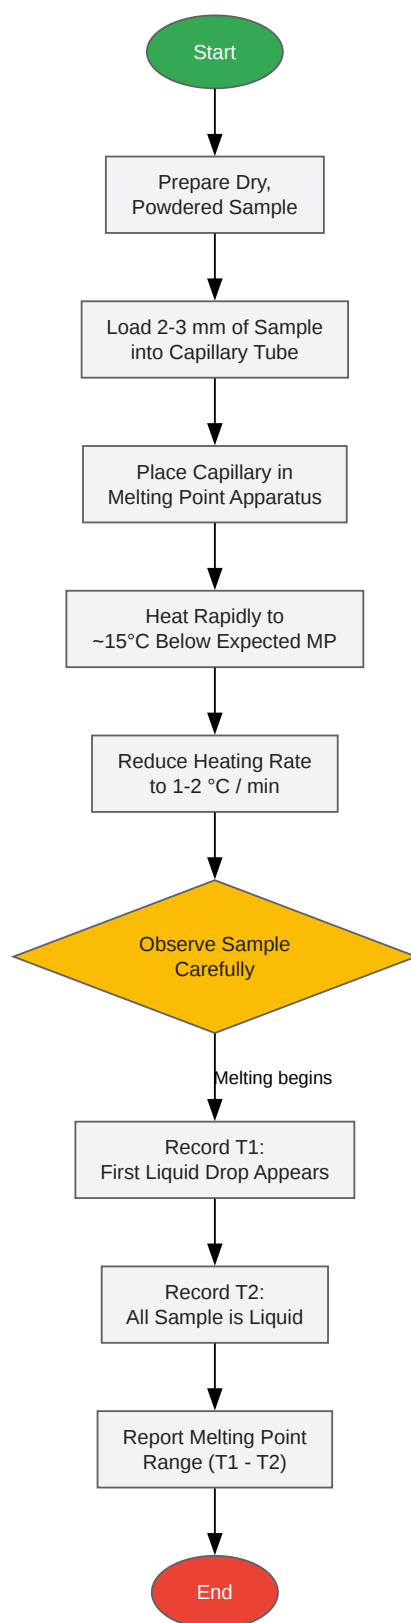 Start
Prepare Dry,
Powdered Sample
Load 2-3 mm of Sample
into Capillary Tube
Place Capillary in
Melting Point Apparatus
Heat Rapidly to
~15°C Below Expected MP
Reduce Heating Rate
to 1-2 °C / min
Observe Sample
Carefully
Melting begins
Record T1:
First Liquid Drop Appears
Record T2:
All Sample is Liquid
Report Melting Point
Range (T1 - T2)
End